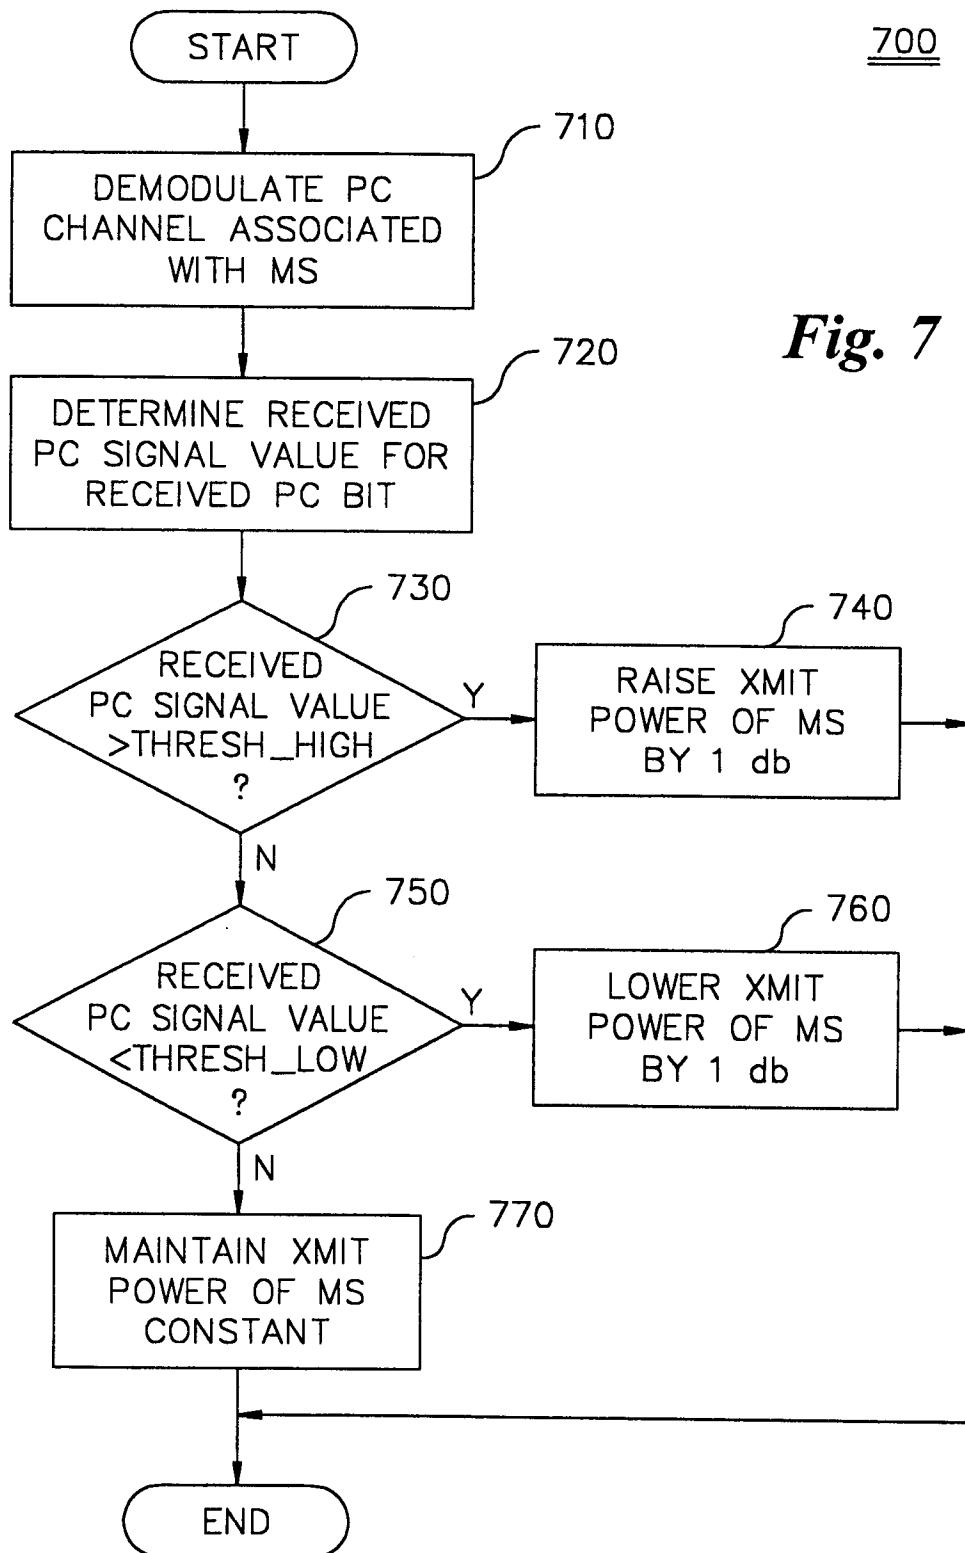 START
700
710
DEMODULATE PC
CHANNEL ASSOCIATED
WITH MS
Fig. 7
720
DETERMINE RECEIVED
PC SIGNAL VALUE FOR
RECEIVED PC BIT
730
RECEIVED
PC SIGNAL VALUE
>THRESH_HIGH
?
Y
740
RAISE XMIT
POWER OF MS
BY 1 db
N
750
RECEIVED
PC SIGNAL VALUE
<THRESH_LOW
?
Y
760
LOWER XMIT
POWER OF MS
BY 1 db
N
770
MAINTAIN XMIT
POWER OF MS
CONSTANT
END